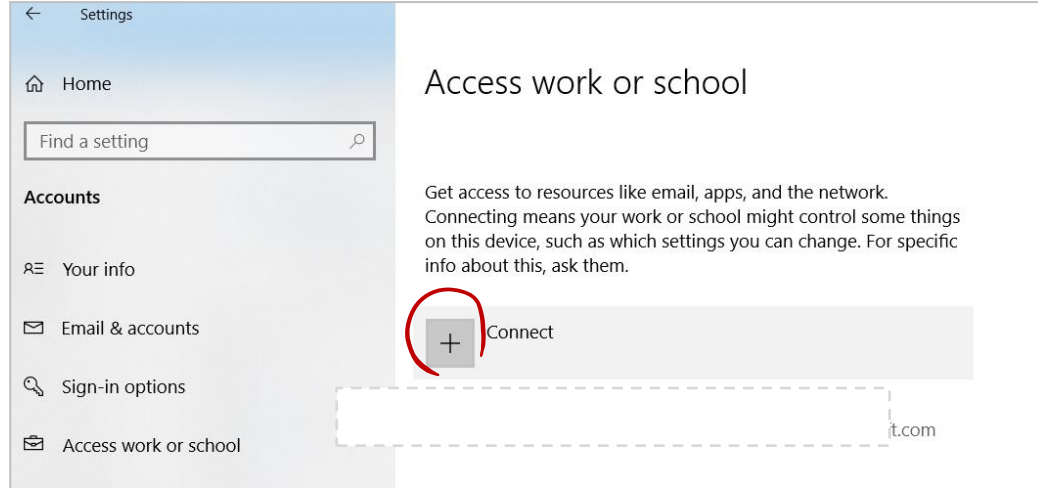 Settings
Home
Find a setting
Accounts
Your info
Email & accounts
Sign-in options
Access work or school
Access work or school
Get access to resources like email, apps, and the network.
Connecting means your work or school might control some things
on this device, such as which settings you can change. For specific
info about this, ask them.
Connect
t.com